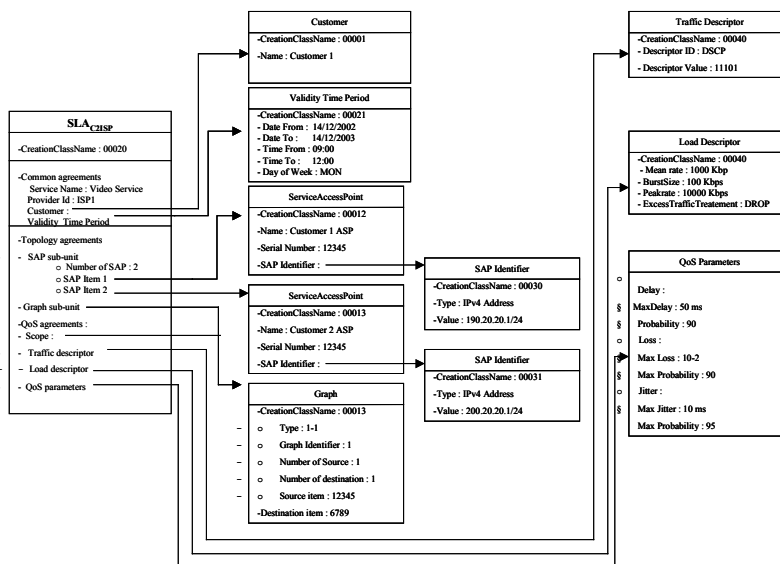 SLA C2ISP
-CreationClassName : 00020
-Common agreements
Service Name : Video Service
Provider Id : ISP1
Customer :
Validity Time Period
-Topology agreements
- SAP sub-unit
o Number of SAP : 2
o SAP Item 1
o SAP Item 2
- Graph sub-unit
-QoS agreements :
- Scope :
- Traffic descriptor
- Load descriptor
- QoS parameters
Customer
-CreationClassName : 00001
-Name : Customer 1
Validity Time Period
-CreationClassName : 00021
- Date From : 14/12/2002
- Date To : 14/12/2003
- Time From : 09:00
- Time To : 12:00
- Day of Week : MON
ServiceAccessPoint
-CreationClassName : 00012
-Name : Customer 1 ASP
-Serial Number : 12345
-SAP Identifier :
ServiceAccessPoint
-CreationClassName : 00013
-Name : Customer 2 ASP
-Serial Number : 12345
-SAP Identifier :
Graph
-CreationClassName : 00013
– o Type : 1-1
– o Graph Identifier : 1
– o Number of Source : 1
– o Number of destination : 1
– o Source item : 12345
-Destination item : 6789
SAP Identifier
-CreationClassName : 00030
-Type : IPv4 Address
-Value : 190.20.20.1/24
SAP Identifier
-CreationClassName : 00031
-Type : IPv4 Address
-Value : 200.20.20.1/24
Traffic Descriptor
-CreationClassName : 00040
- Descriptor ID : DSCP
- Descriptor Value : 11101
Load Descriptor
-CreationClassName : 00040
- Mean rate : 1000 Kbp
- BurstSize : 100 Kbps
- Peakrate : 10000 Kbps
- ExcessTrafficTreatement : DROP
QoS Parameters
o
Delay :
§ MaxDelay : 50 ms
§ Probability : 90
o Loss :
§ Max Loss : 10-2
§ Max Probability : 90
o Jitter :
§ Max Jitter : 10 ms
Max Probability : 95